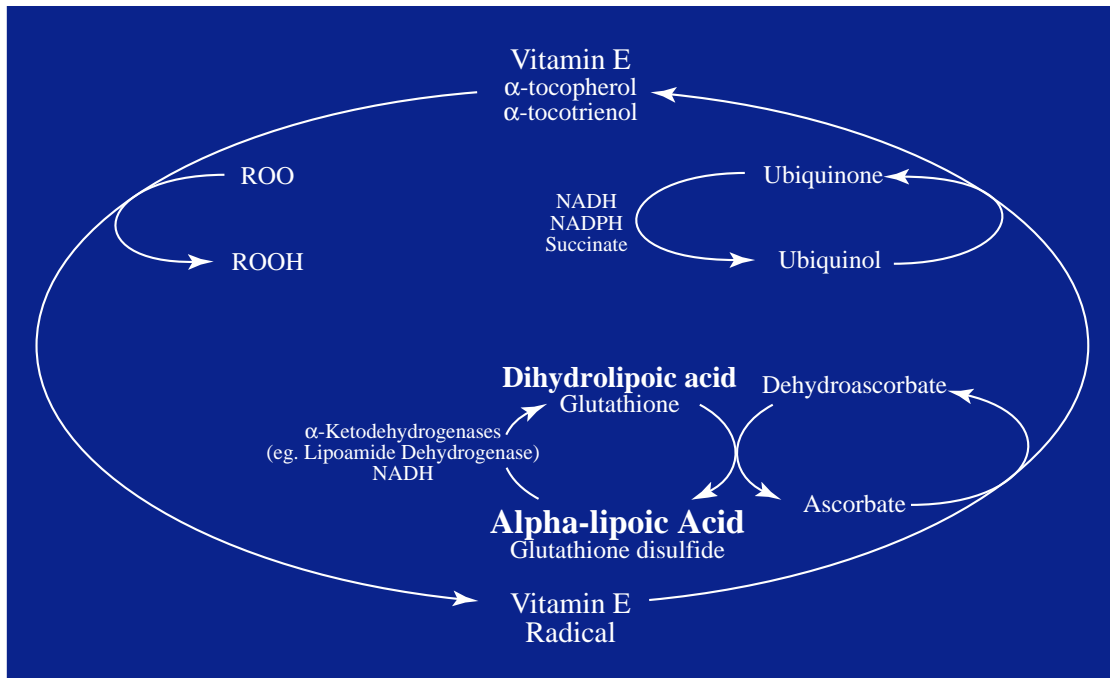 Vitamin E
α-tocopherol
α-tocotrienol
ROO
ROOH
Ubiquinone
NADH
NADPH
Succinate
Ubiquinol
Dihydrolipoic acid
Glutathione
Dehydroascorbate
α-Ketodehydrogenases
(eg. Lipoamide Dehydrogenase)
NADH
Ascorbate
Alpha-lipoic Acid
Glutathione disulfide
Vitamin E
Radical